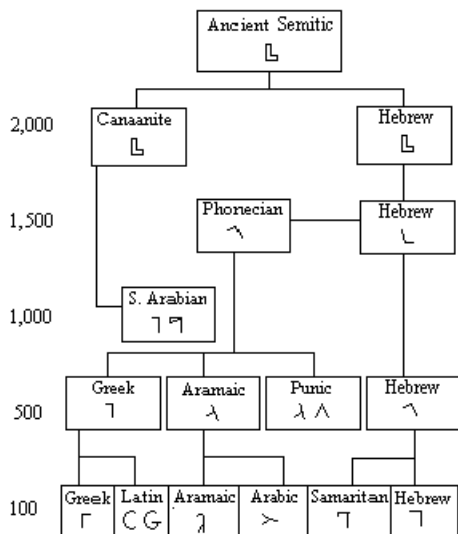 Ancient Semitic
2,000
Canaanite
Hebrew
1,500
Phonecian
Hebrew
1,000
S. Arabian
500
Greek
Aramaic
Punic
Hebrew
100
Greek
Latin
Aramaic
Arabic
Samaritan
Hebrew
C G